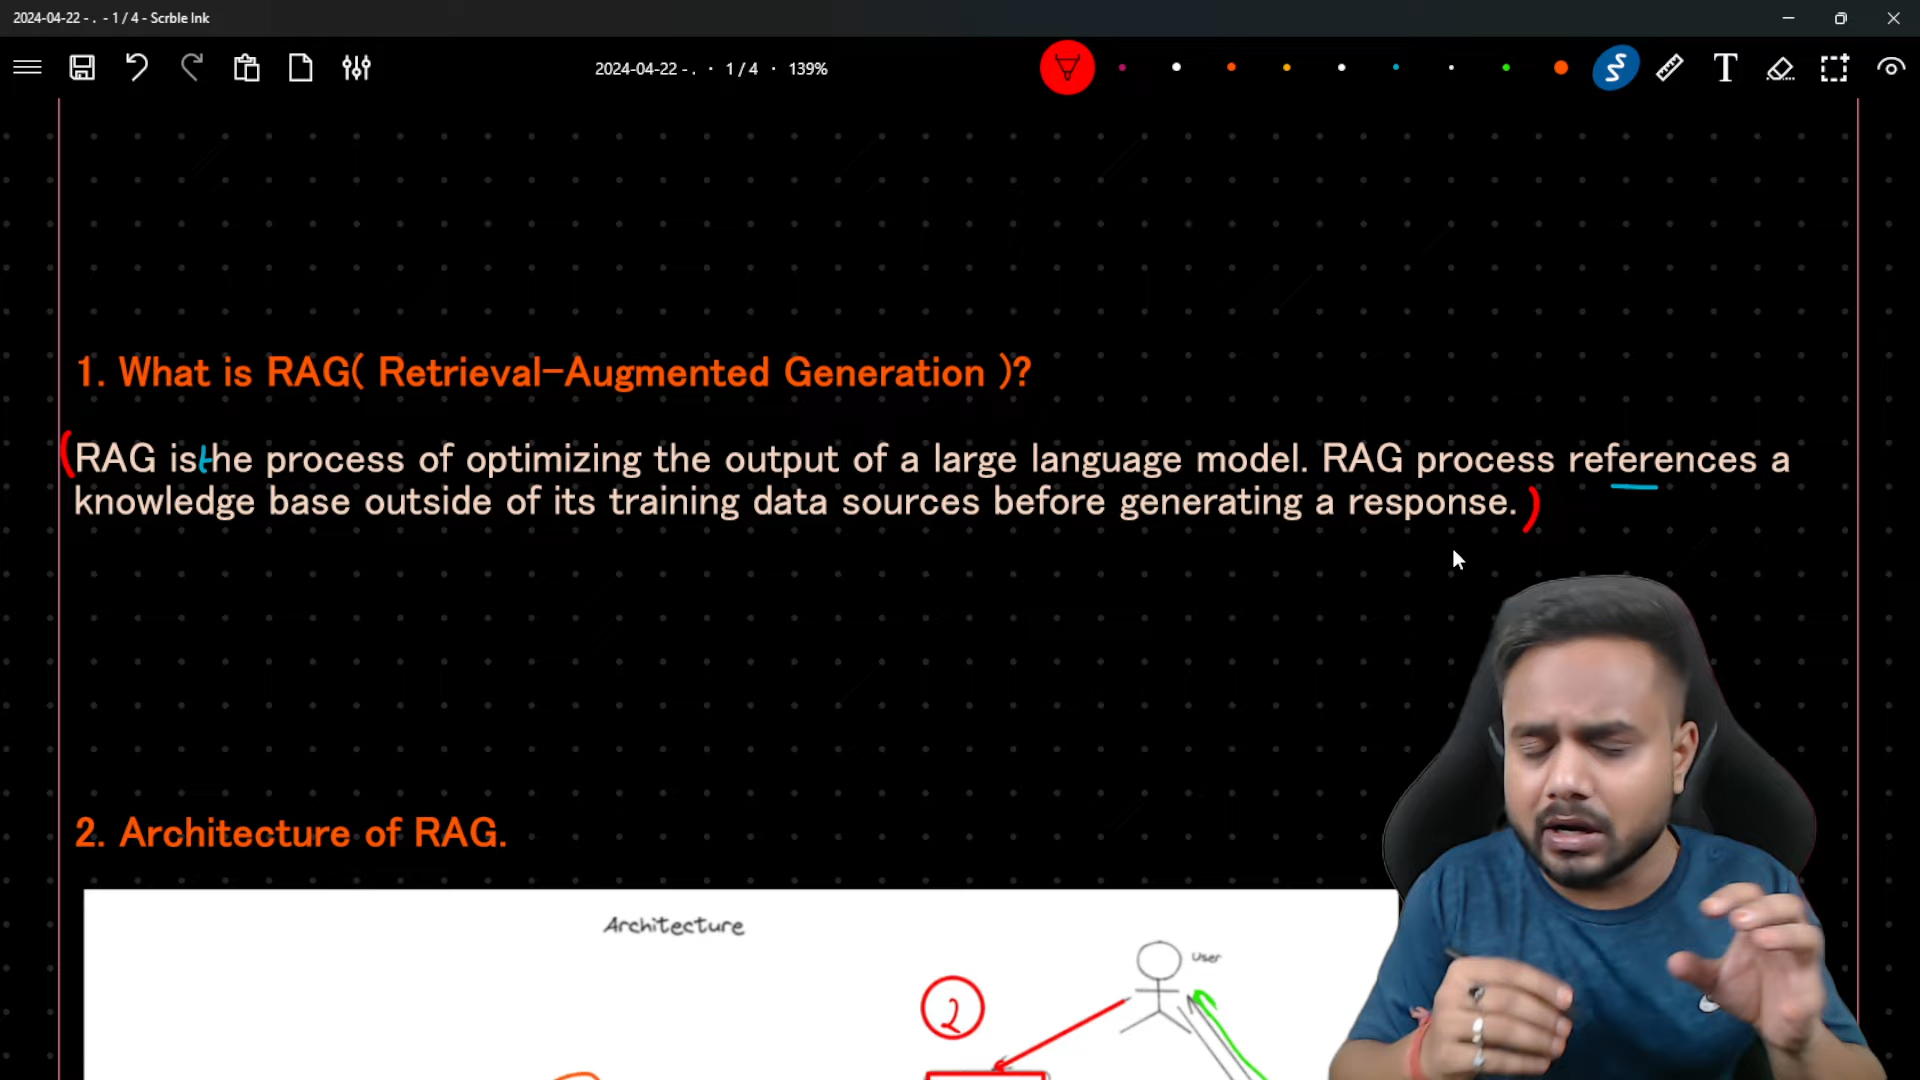 2024-04-22 - . - 1 / 4 - Scrble Ink
2024-04-22 - . · 1 / 4 · 139%
T
1. What is RAG( Retrieval-Augmented Generation )?
(RAG is the process of optimizing the output of a large language model. RAG process references a
knowledge base outside of its training data sources before generating a response.)
2. Architecture of RAG.
Architecture
User
2